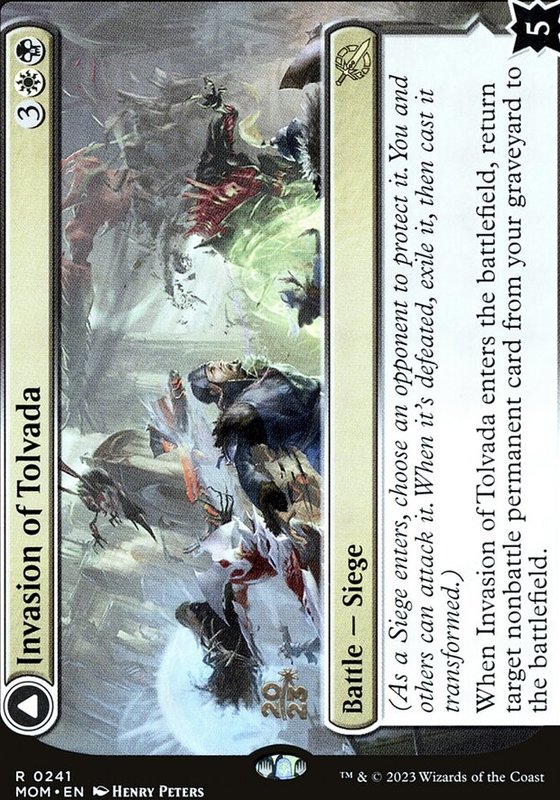 Invasion of Tolvada
3
2023
Battle — Siege
(As a Siege enters, choose an opponent to protect it. You and
others can attack it. When it's defeated, exile it, then cast it
transformed.)
When Invasion of Tolvada enters the battlefield, return
target nonbattle permanent card from your graveyard to
the battlefield.
5
R 0241
MOM • EN HENRY PETERS
™ & © 2023 Wizards of the Coast